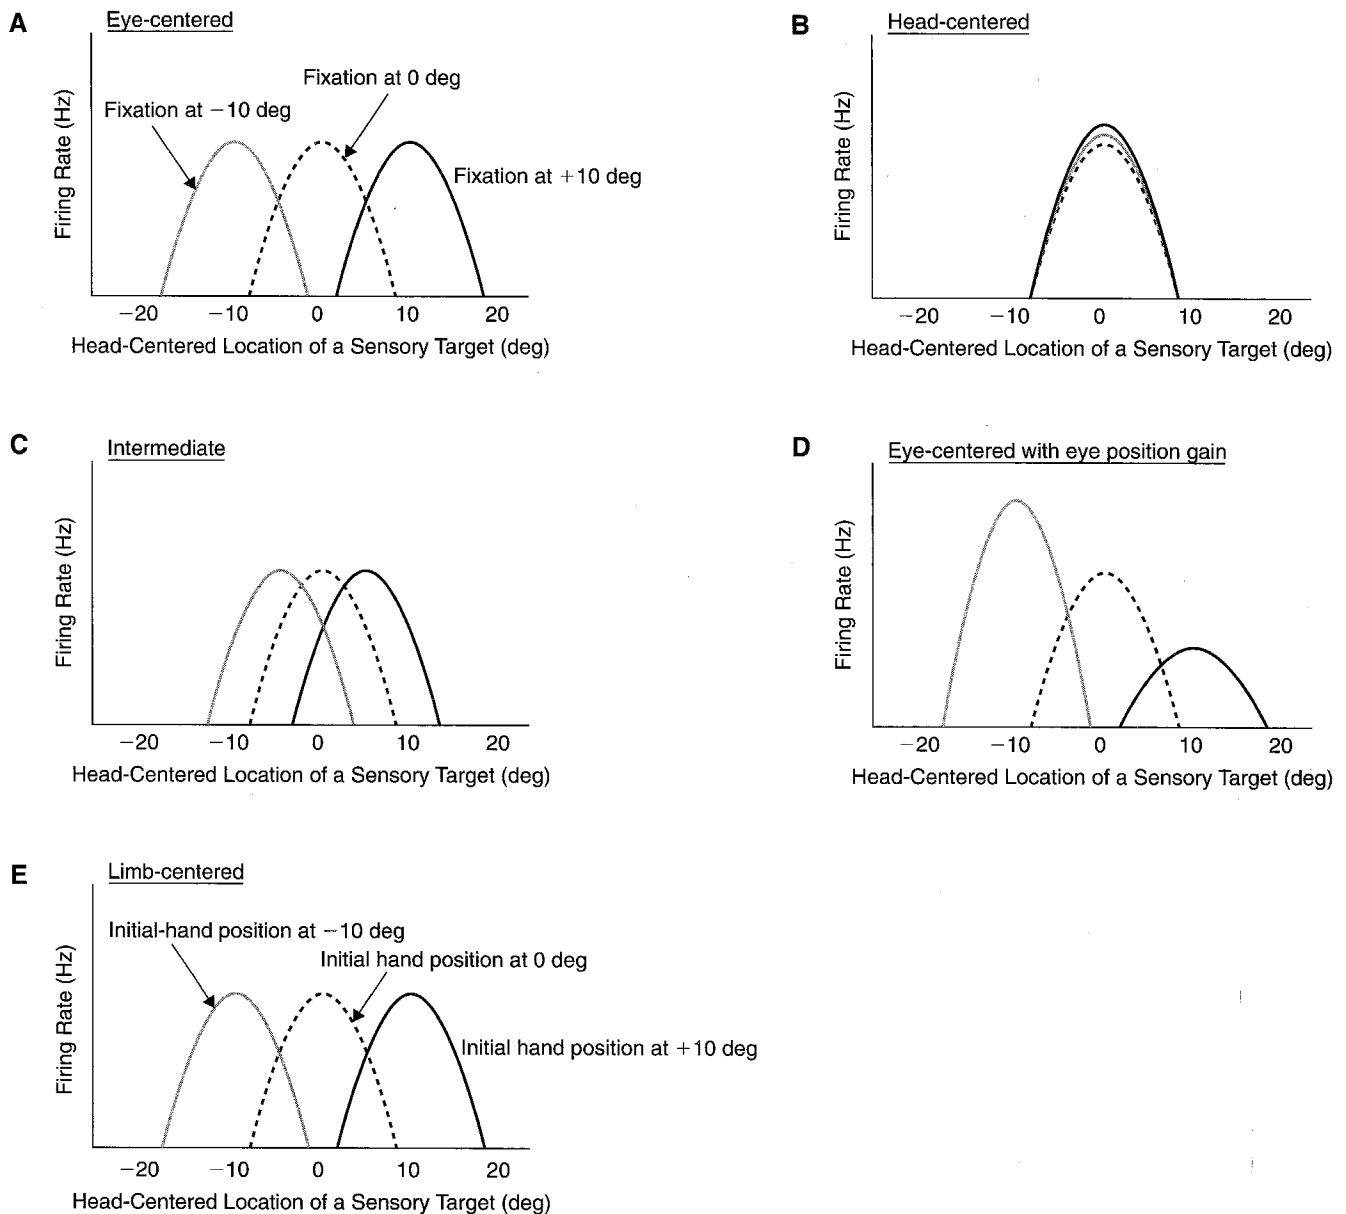 A
Eye-centered
Fixation at 0 deg
Fixation at −10 deg
Fixation at +10 deg
Firing Rate (Hz)
−20 −10 0 10 20
Head-Centered Location of a Sensory Target (deg)
B
Head-centered
Firing Rate (Hz)
−20 −10 0 10 20
Head-Centered Location of a Sensory Target (deg)
C
Intermediate
Firing Rate (Hz)
−20 −10 0 10 20
Head-Centered Location of a Sensory Target (deg)
D
Eye-centered with eye position gain
Firing Rate (Hz)
−20 −10 0 10 20
Head-Centered Location of a Sensory Target (deg)
E
Limb-centered
Initial-hand position at −10 deg
Initial hand position at 0 deg
Initial hand position at +10 deg
Firing Rate (Hz)
−20 −10 0 10 20
Head-Centered Location of a Sensory Target (deg)